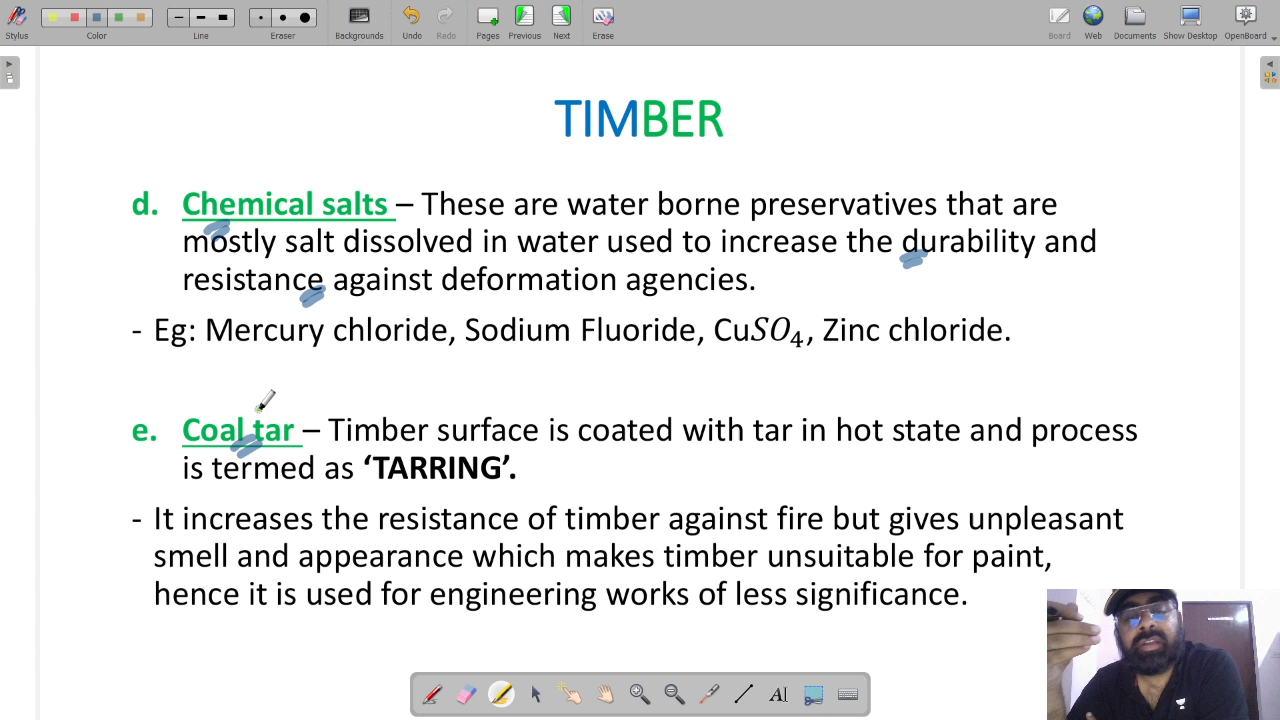 Stylus
Color
Line
Eraser
Backgrounds
Undo
Redo
Pages
Previous
Next
Erase
Board
Web
Documents
Show Desktop
OpenBoard
TIMBER
d. Chemical salts – These are water borne preservatives that are
mostly salt dissolved in water used to increase the durability and
resistance against deformation agencies.
- Eg: Mercury chloride, Sodium Fluoride, CuSO₄, Zinc chloride.
e. Coal tar – Timber surface is coated with tar in hot state and process
is termed as ‘TARRING’.
- It increases the resistance of timber against fire but gives unpleasant
smell and appearance which makes timber unsuitable for paint,
hence it is used for engineering works of less significance.
AI